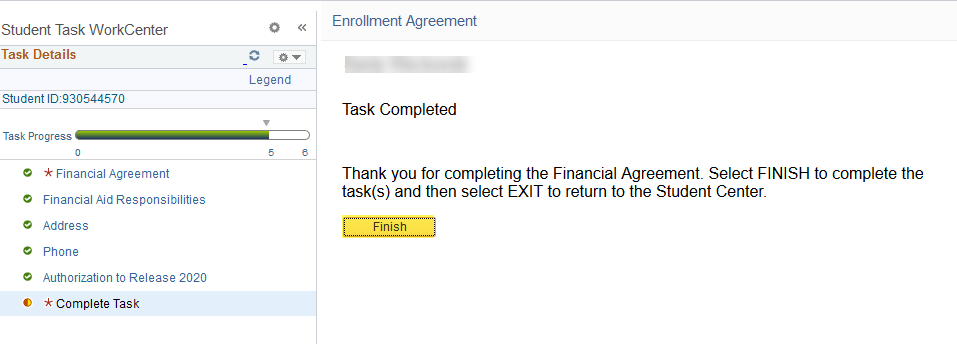 Student Task WorkCenter
Task Details
Legend
Student ID:930544570
Task Progress
0 5 6
* Financial Agreement
Financial Aid Responsibilities
Address
Phone
Authorization to Release 2020
* Complete Task
Enrollment Agreement
Task Completed
Thank you for completing the Financial Agreement. Select FINISH to complete the
task(s) and then select EXIT to return to the Student Center.
Finish